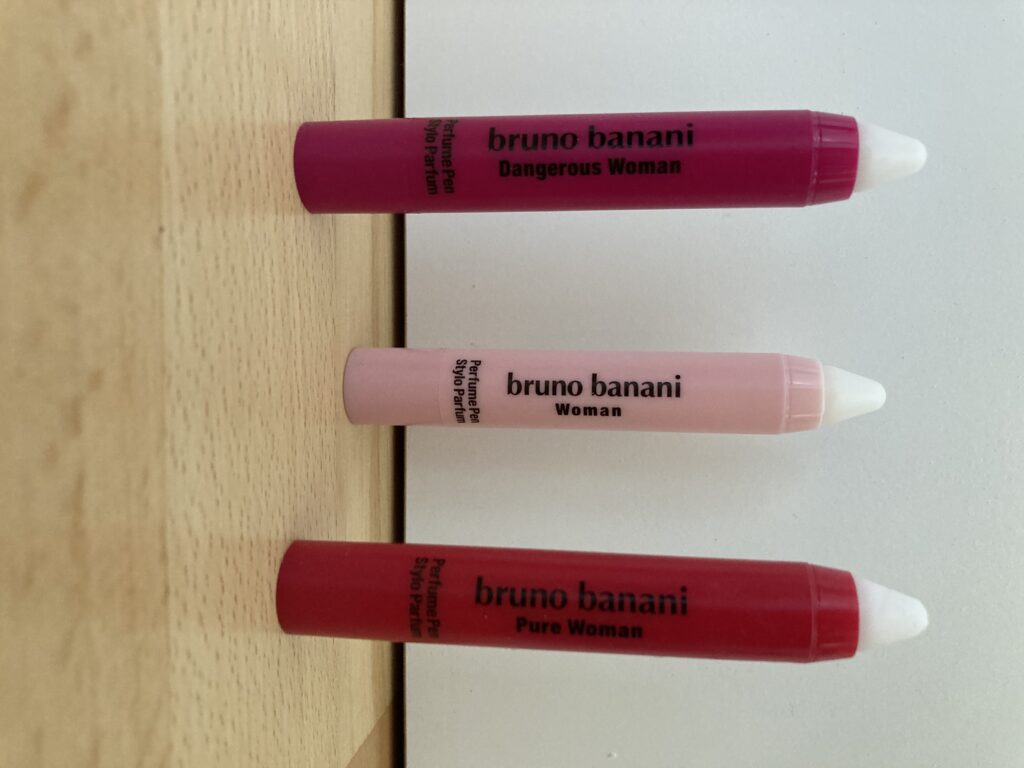 Perfume Pen
Stylo Parfum
bruno banani
Dangerous Woman
Perfume Pen
Stylo Parfum
bruno banani
Woman
Perfume Pen
Stylo Parfum
bruno banani
Pure Woman